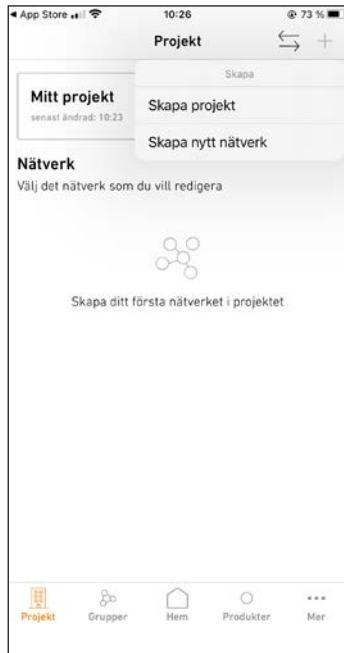 App Store
10:26
73 %
Projekt
Skapa
Skapa projekt
Skapa nytt nätverk
Mitt projekt
senast ändrad: 10:23
Nätverk
Välj det nätverk som du vill redigera
Skapa ditt första nätverket i projektet
Projekt
Grupper
Hem
Produkter
Mer